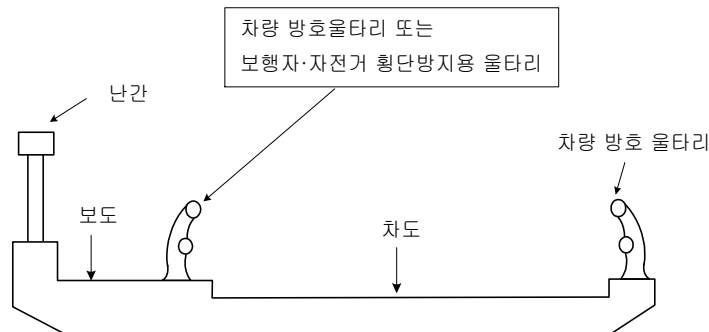 차량 방호울타리 또는
보행자·자전거 횡단방지용 울타리
난간
차량 방호 울타리
보도
차도